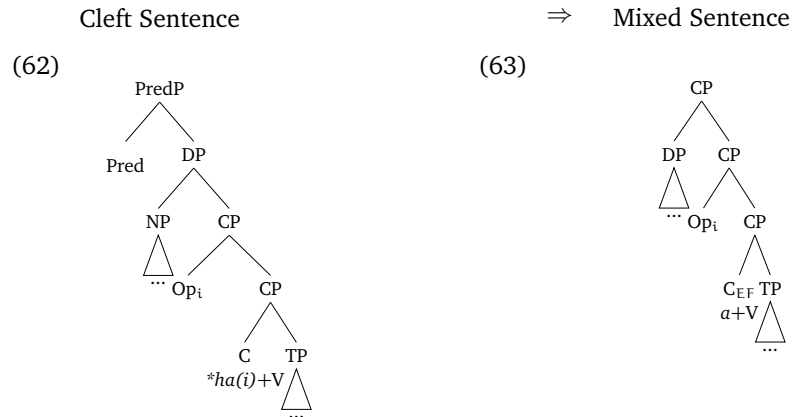 Cleft Sentence ⇒ Mixed Sentence
(62) (63)
PredP CP
Pred DP DP CP
NP CP ... Opi CP
... Opi CP CEF TP
a+V
C TP ...
*ha(i)+V
...